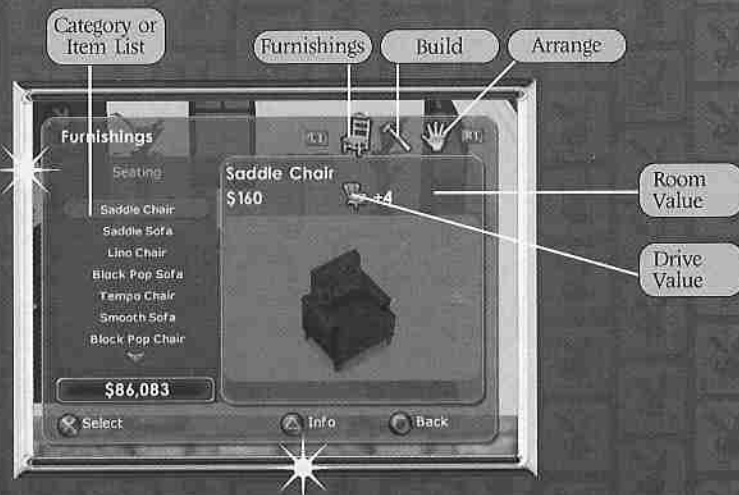 Category or
Item List
Furnishings
Build
Arrange
Furnishings
L1
R1
Seating
Saddle Chair
Saddle Sofa
Lino Chair
Block Pop Sofa
Tempo Chair
Smooth Sofa
Block Pop Chair
$86,083
Saddle Chair
$160
+4
Room
Value
Drive
Value
Select
Info
Back